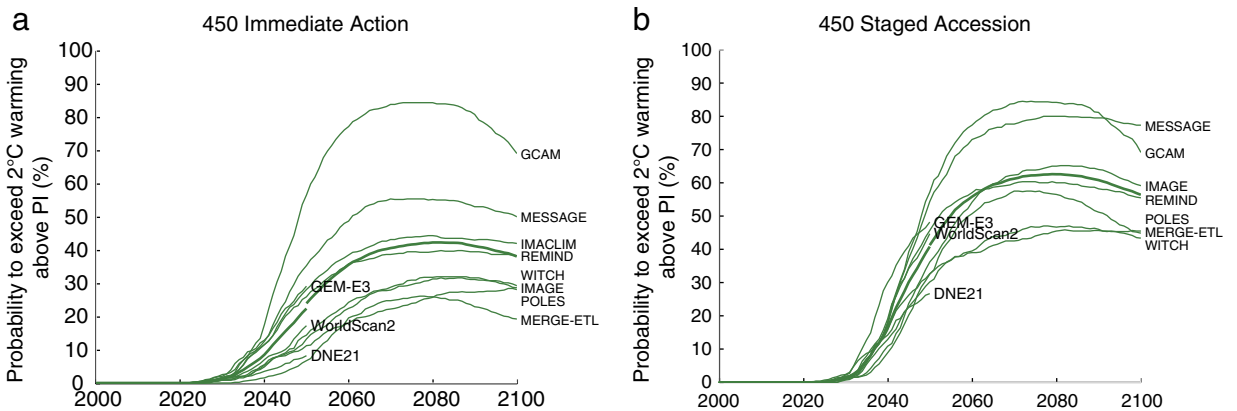 a
450 Immediate Action
Probability to exceed 2°C warming
above PI (%)
100
90
80
70
60
50
40
30
20
10
0
2000
2020
2040
2060
2080
2100
GCAM
MESSAGE
IMACLIM
REMIND
WITCH
IMAGE
POLES
MERGE-ETL
GEM-E3
WorldScan2
DNE21
b
450 Staged Accession
Probability to exceed 2°C warming
above PI (%)
100
90
80
70
60
50
40
30
20
10
0
2000
2020
2040
2060
2080
2100
MESSAGE
GCAM
IMAGE
REMIND
POLES
MERGE-ETL
WITCH
GEM-E3
WorldScan2
DNE21